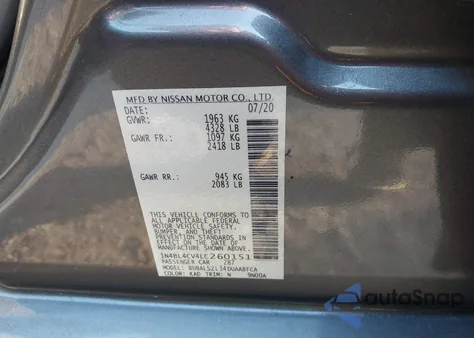 MFD BY NISSAN MOTOR CO., LTD.
DATE: 07/20
GVWR: 1963 KG
4328 LB
GAWR FR.: 1097 KG
2418 LB
GAWR RR.: 945 KG
2083 LB
THIS VEHICLE CONFORMS TO
ALL APPLICABLE FEDERAL
MOTOR VEHICLE SAFETY,
BUMPER, AND THEFT
PREVENTION STANDARDS IN
EFFECT ON THE DATE OF
MANUFACTURE SHOWN ABOVE.
1N4BL4CV4LC260151
PASSENGER CAR 287
MODEL:
COLOR: KAD TRIM: N 9N00A
autoSnap